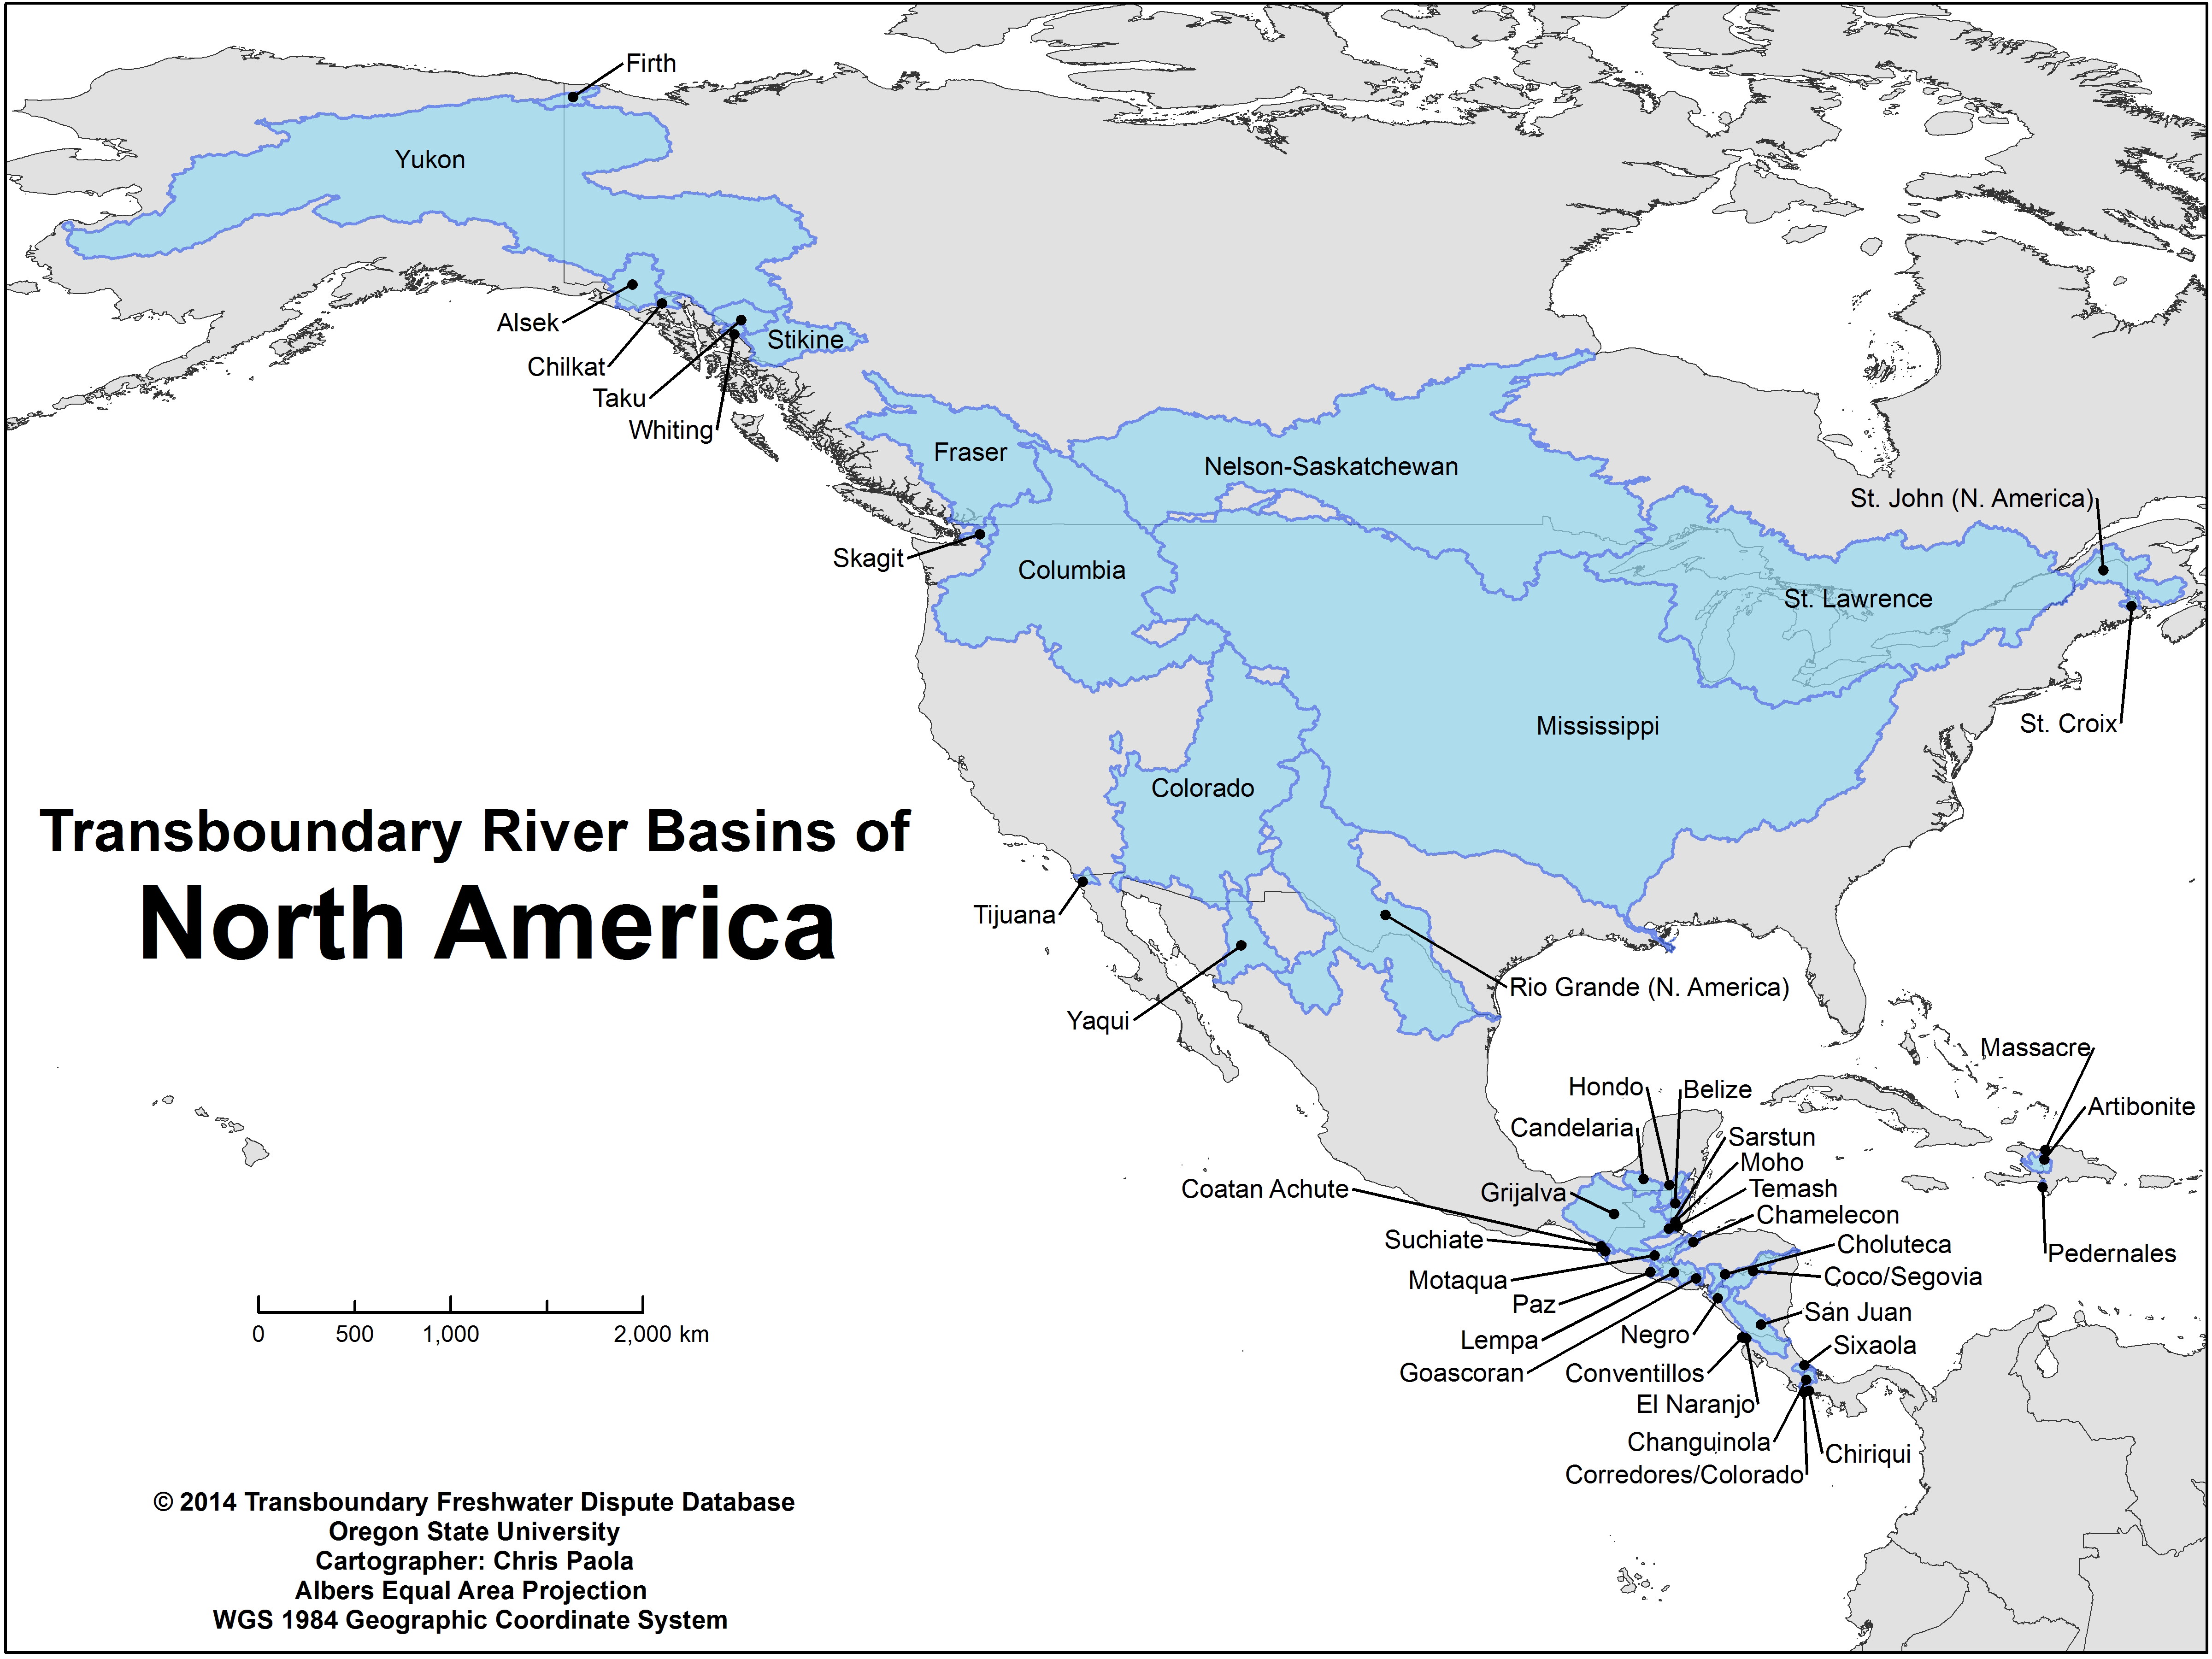 Firth
Yukon
Alsek
Chilkat
Taku
Whiting
Stikine
Fraser
Nelson-Saskatchewan
St. John (N. America)
Skagit
Columbia
St. Lawrence
St. Croix
Mississippi
Colorado
Transboundary River Basins of
North America
Tijuana
Yaqui
Rio Grande (N. America)
Massacre
Artibonite
Pedernales
Hondo
Belize
Candelaria
Sarstun
Moho
Temash
Chamelecon
Coatan Achute
Grijalva
Suchiate
Choluteca
Motaqua
Coco/Segovia
Paz
San Juan
Lempa
Negro
Sixaola
Goascoran
Conventillos
El Naranjo
Changuinola
Chiriqui
Corredores/Colorado
0 500 1,000 2,000 km
© 2014 Transboundary Freshwater Dispute Database
Oregon State University
Cartographer: Chris Paola
Albers Equal Area Projection
WGS 1984 Geographic Coordinate System